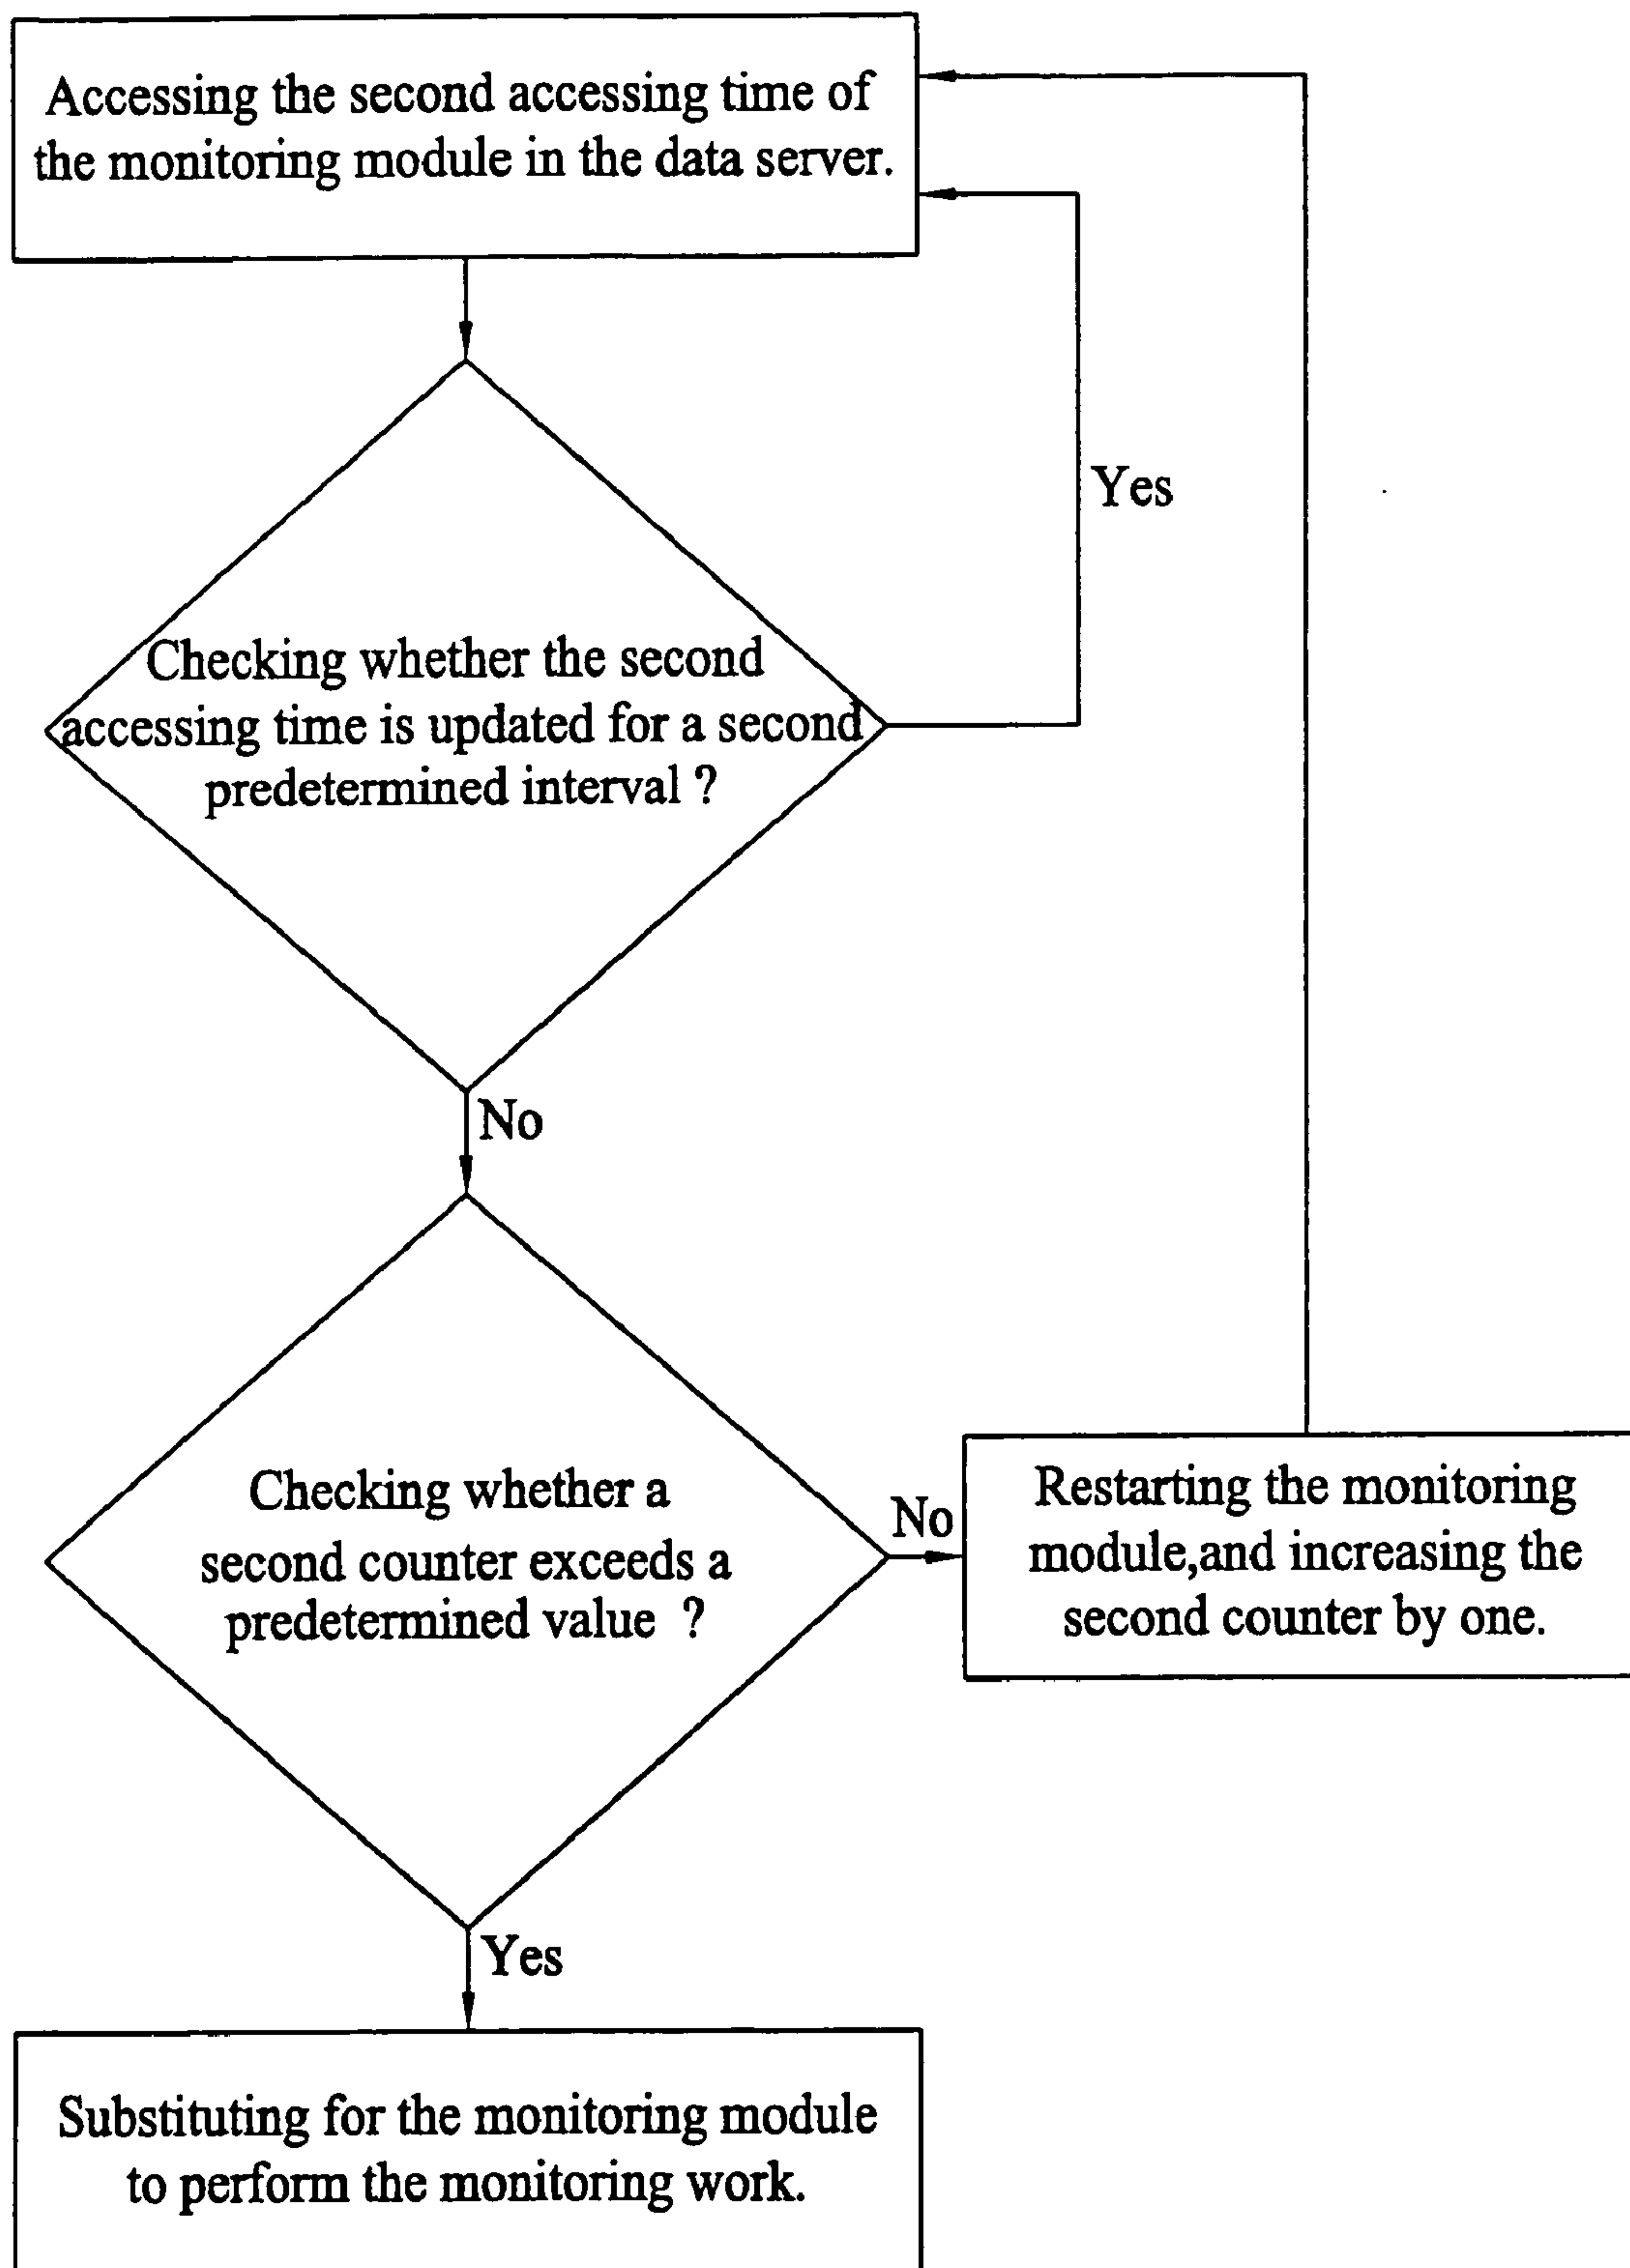 Accessing the second accessing time of
the monitoring module in the data server.
Yes
Checking whether the second
accessing time is updated for a second
predetermined interval ?
No
Checking whether a
second counter exceeds a
predetermined value ?
No
Restarting the monitoring
module,and increasing the
second counter by one.
Yes
Substituting for the monitoring module
to perform the monitoring work.